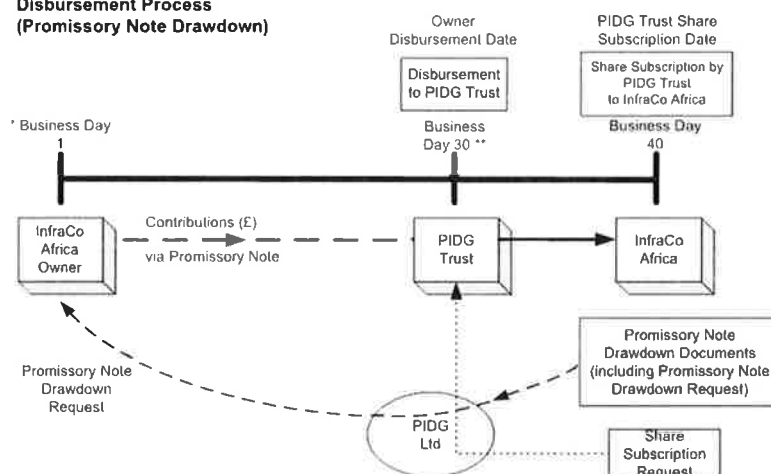 Disbursement Process
(Promissory Note Drawdown)
Owner
Disbursement Date
PIDG Trust Share
Subscription Date
Disbursement
to PIDG Trust
Share Subscription by
PIDG Trust
to InfraCo Africa
* Business Day
1
Business
Day 30 **
Business Day
40
InfraCo
Africa
Owner
Contributions (£)
via Promissory Note
PIDG
Trust
InfraCo
Africa
Promissory Note
Drawdown
Request
Promissory Note
Drawdown Documents
(including Promissory Note
Drawdown Request)
PIDG
Ltd
Share
Subscription
Request